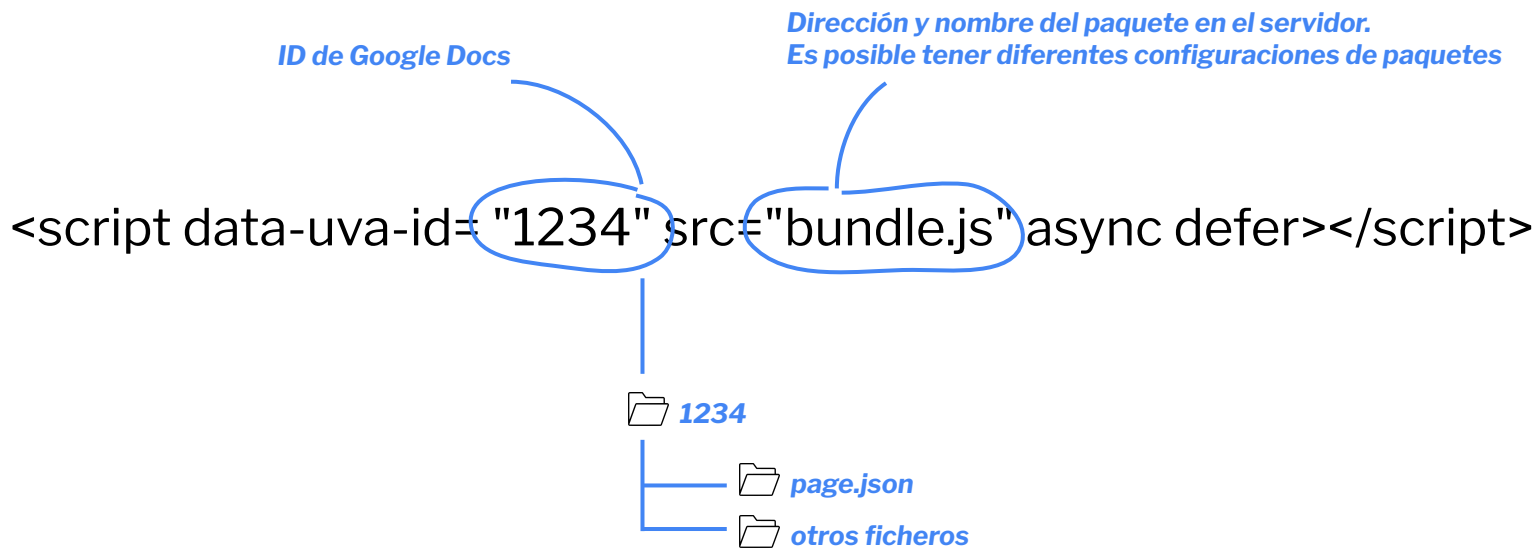 Dirección y nombre del paquete en el servidor.
ID de Google Docs
Es posible tener diferentes configuraciones de paquetes
<script data-uva-id= "1234" src="bundle.js" async defer></script>
1234
page.json
otros ficheros